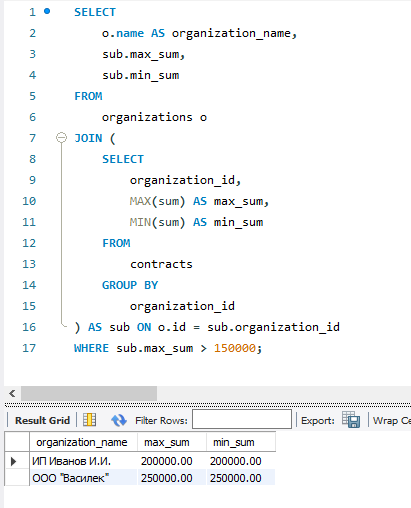 1 SELECT
2 o.name AS organization_name,
3 sub.max_sum,
4 sub.min_sum
5 FROM
6 organizations o
7 JOIN (
8 SELECT
9 organization_id,
10 MAX(sum) AS max_sum,
11 MIN(sum) AS min_sum
12 FROM
13 contracts
14 GROUP BY
15 organization_id
16 ) AS sub ON o.id = sub.organization_id
17 WHERE sub.max_sum > 150000;
Result Grid Filter Rows: Export: Wrap Ce
organization_name max_sum min_sum
ИП Иванов И.И. 200000.00 200000.00
ООО "Василек" 250000.00 250000.00